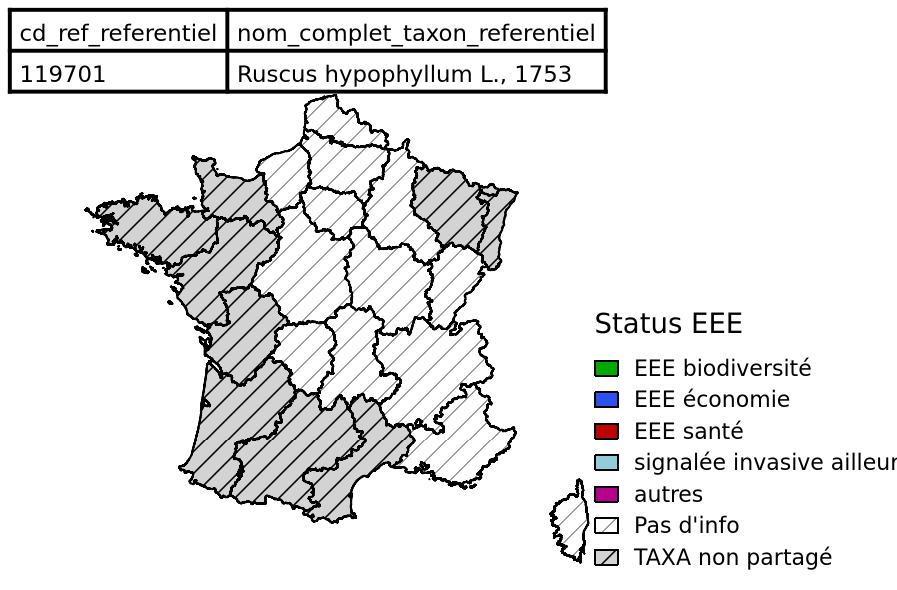 cd_ref_referentiel nom_complet_taxon_referentiel
119701 Ruscus hypophyllum L., 1753
Status EEE
EEE biodiversité
EEE économie
EEE santé
signalée invasive ailleur
autres
Pas d'info
TAXA non partagé